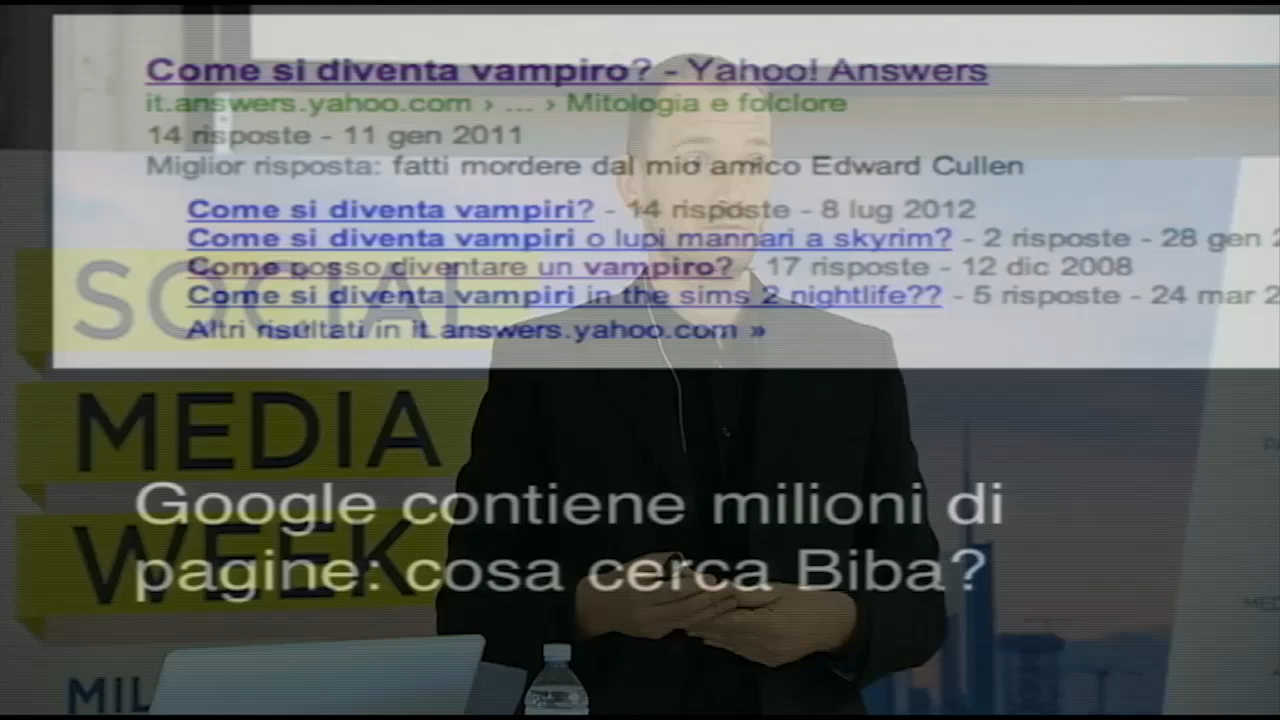 Come si diventa vampiro? - Yahoo! Answers
it.answers.yahoo.com › ... › Mitologia e folclore
14 risposte - 11 gen 2011
Miglior risposta: fatti mordere dal mio amico Edward Cullen
Come si diventa vampiri? - 14 risposte - 8 lug 2012
Come si diventa vampiri o lupi mannari a skyrim? - 2 risposte - 28 gen 2
Come posso diventare un vampiro? - 17 risposte - 12 dic 2008
Come si diventa vampiri in the sims 2 nightlife?? - 5 risposte - 24 mar 2
Altri risultati in it.answers.yahoo.com »
SOCIAL
MEDIA
WEEK
MIL
Google contiene milioni di
pagine: cosa cerca Biba?